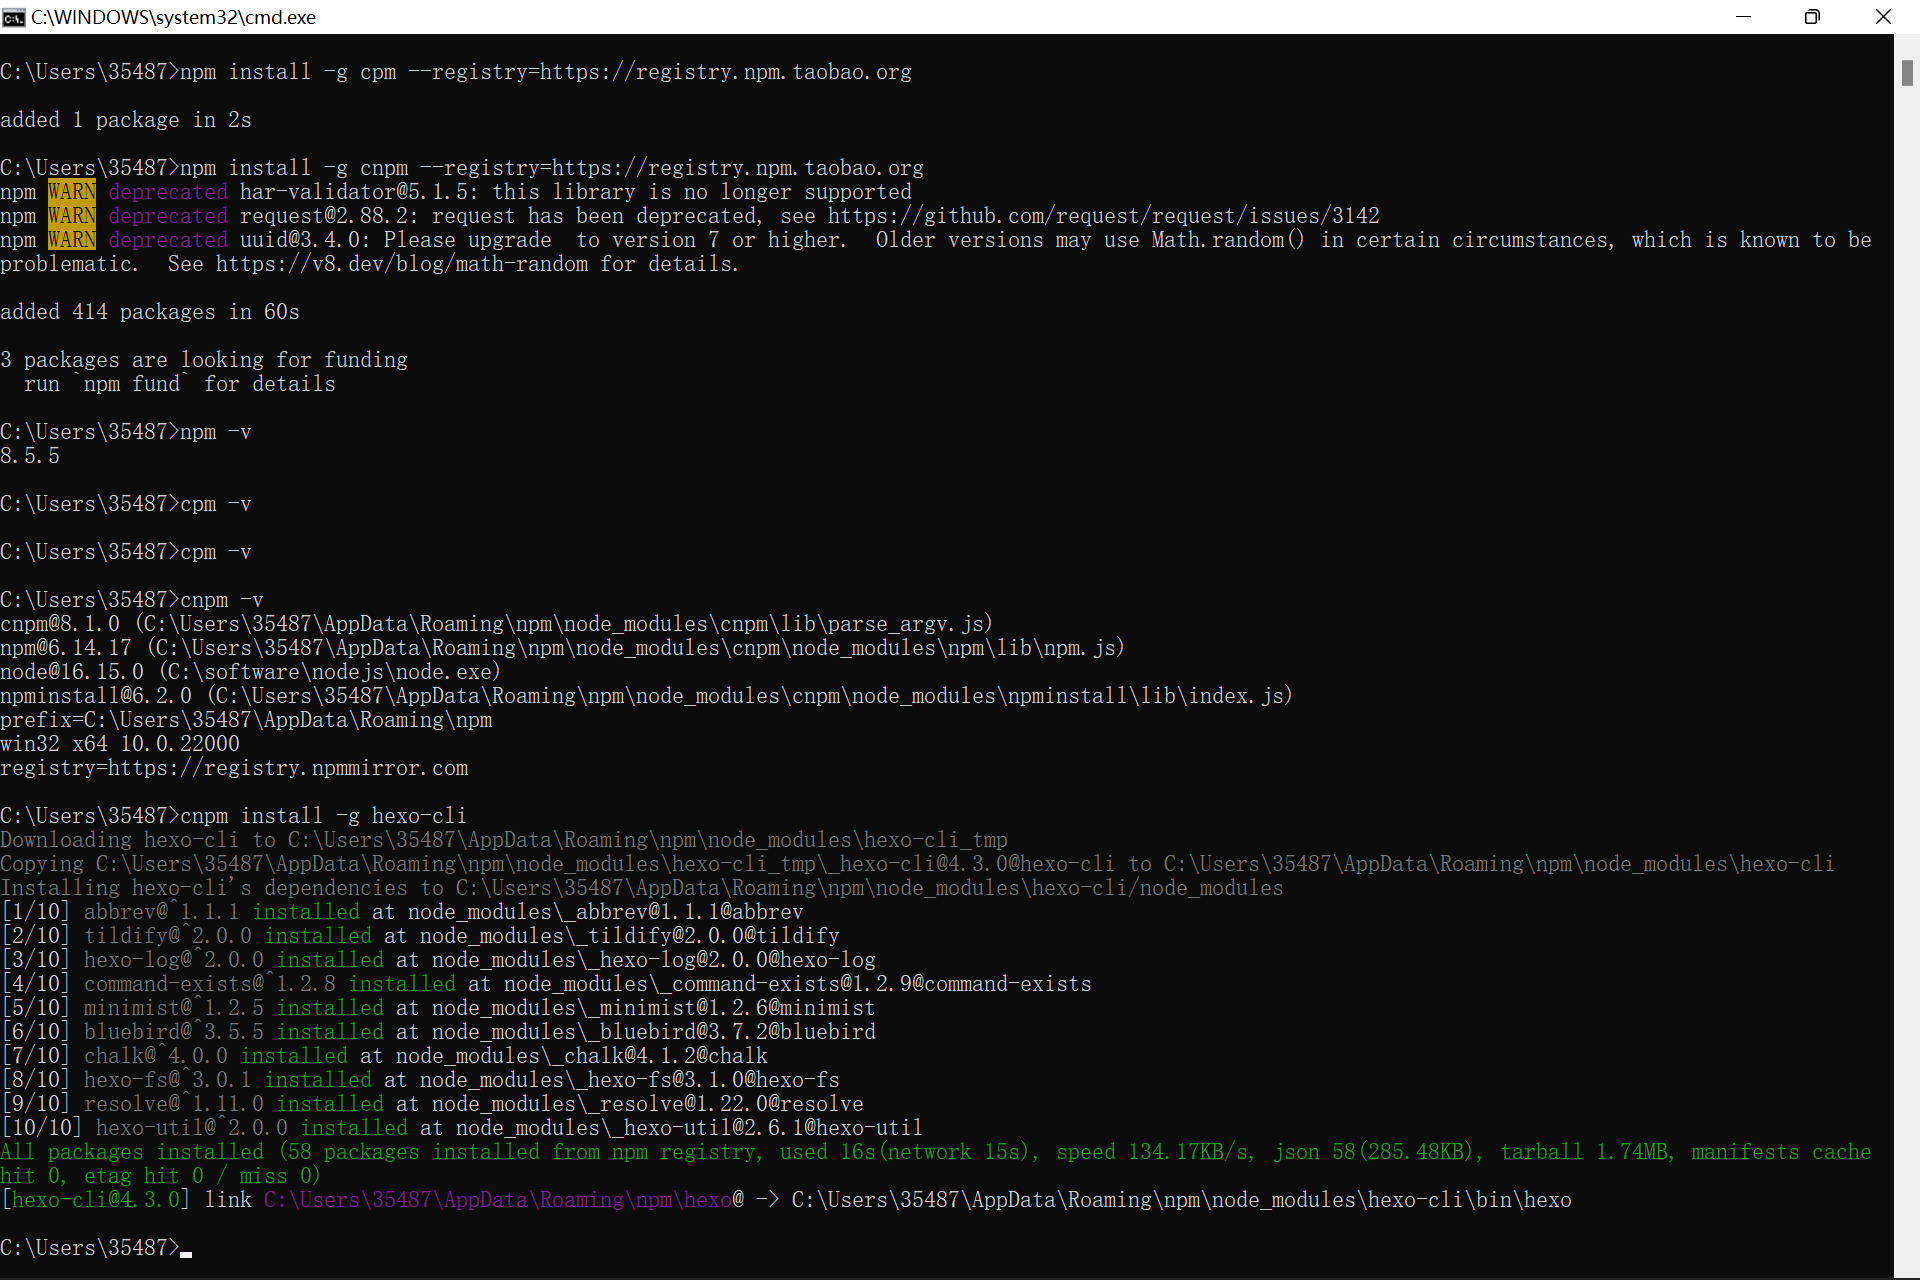 C:\WINDOWS\system32\cmd.exe
C:\Users\35487>npm install -g cpm --registry=https://registry.npm.taobao.org
added 1 package in 2s
C:\Users\35487>npm install -g cnpm --registry=https://registry.npm.taobao.org
npm WARN deprecated har-validator@5.1.5: this library is no longer supported
npm WARN deprecated request@2.88.2: request has been deprecated, see https://github.com/request/request/issues/3142
npm WARN deprecated uuid@3.4.0: Please upgrade  to version 7 or higher.  Older versions may use Math.random() in certain circumstances, which is known to be
problematic.  See https://v8.dev/blog/math-random for details.
added 414 packages in 60s
3 packages are looking for funding
  run `npm fund` for details
C:\Users\35487>npm -v
8.5.5
C:\Users\35487>cpm -v
C:\Users\35487>cpm -v
C:\Users\35487>cnpm -v
cnpm@8.1.0 (C:\Users\35487\AppData\Roaming\npm\node_modules\cnpm\lib\parse_argv.js)
npm@6.14.17 (C:\Users\35487\AppData\Roaming\npm\node_modules\cnpm\node_modules\npm\lib\npm.js)
node@16.15.0 (C:\software\nodejs\node.exe)
npminstall@6.2.0 (C:\Users\35487\AppData\Roaming\npm\node_modules\cnpm\node_modules\npminstall\lib\index.js)
prefix=C:\Users\35487\AppData\Roaming\npm
win32 x64 10.0.22000
registry=https://registry.npmmirror.com
C:\Users\35487>cnpm install -g hexo-cli
Downloading hexo-cli to C:\Users\35487\AppData\Roaming\npm\node_modules\hexo-cli_tmp
Copying C:\Users\35487\AppData\Roaming\npm\node_modules\hexo-cli_tmp\_hexo-cli@4.3.0@hexo-cli to C:\Users\35487\AppData\Roaming\npm\node_modules\hexo-cli
Installing hexo-cli's dependencies to C:\Users\35487\AppData\Roaming\npm\node_modules\hexo-cli/node_modules
[1/10] abbrev@^1.1.1 installed at node_modules\_abbrev@1.1.1@abbrev
[2/10] tildify@^2.0.0 installed at node_modules\_tildify@2.0.0@tildify
[3/10] hexo-log@^2.0.0 installed at node_modules\_hexo-log@2.0.0@hexo-log
[4/10] command-exists@^1.2.8 installed at node_modules\_command-exists@1.2.9@command-exists
[5/10] minimist@^1.2.5 installed at node_modules\_minimist@1.2.6@minimist
[6/10] bluebird@^3.5.5 installed at node_modules\_bluebird@3.7.2@bluebird
[7/10] chalk@^4.0.0 installed at node_modules\_chalk@4.1.2@chalk
[8/10] hexo-fs@^3.0.1 installed at node_modules\_hexo-fs@3.1.0@hexo-fs
[9/10] resolve@^1.11.0 installed at node_modules\_resolve@1.22.0@resolve
[10/10] hexo-util@^2.0.0 installed at node_modules\_hexo-util@2.6.1@hexo-util
All packages installed (58 packages installed from npm registry, used 16s(network 15s), speed 134.17KB/s, json 58(285.48KB), tarball 1.74MB, manifests cache
hit 0, etag hit 0 / miss 0)
[hexo-cli@4.3.0] link C:\Users\35487\AppData\Roaming\npm\hexo@ -> C:\Users\35487\AppData\Roaming\npm\node_modules\hexo-cli\bin\hexo
C:\Users\35487>